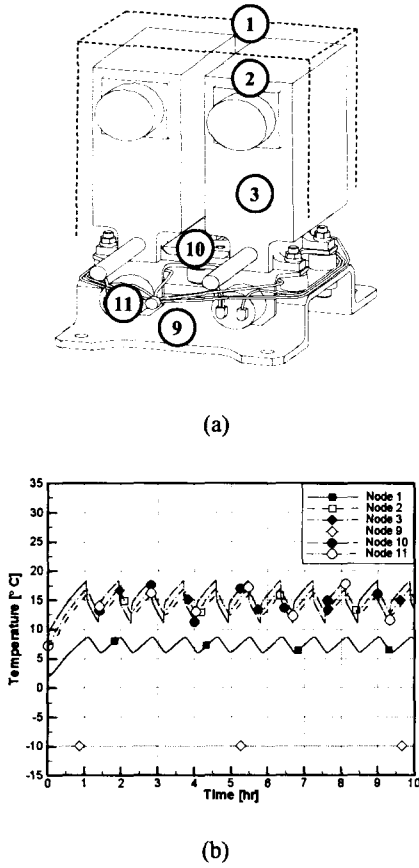 1
2
3
10
11
9
(a)
35
30
25
20
15
10
5
0
-5
-10
-15
Temperature [° C]
Node 1
Node 2
Node 3
Node 9
Node 10
Node 11
0 1 2 3 4 5 6 7 8 9 10
Time [hr]
(b)